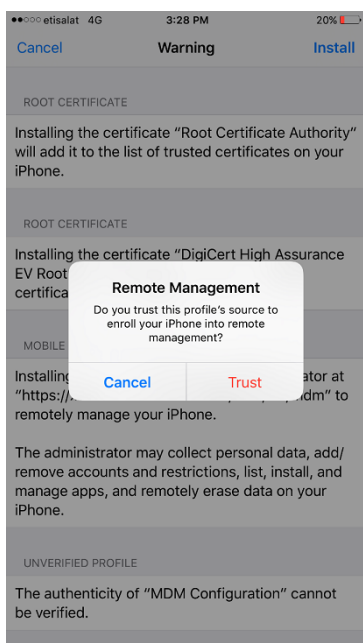 etisalat 4G 3:28 PM 20%
Cancel Warning Install
ROOT CERTIFICATE
Installing the certificate “Root Certificate Authority”
will add it to the list of trusted certificates on your
iPhone.
ROOT CERTIFICATE
Installing the certificate “DigiCert High Assurance
EV Root
certifica
Remote Management
Do you trust this profile's source to
enroll your iPhone into remote
management?
Cancel Trust
MOBILE
Installing ator at
“https:// dm” to
remotely manage your iPhone.
The administrator may collect personal data, add/
remove accounts and restrictions, list, install, and
manage apps, and remotely erase data on your
iPhone.
UNVERIFIED PROFILE
The authenticity of “MDM Configuration” cannot
be verified.